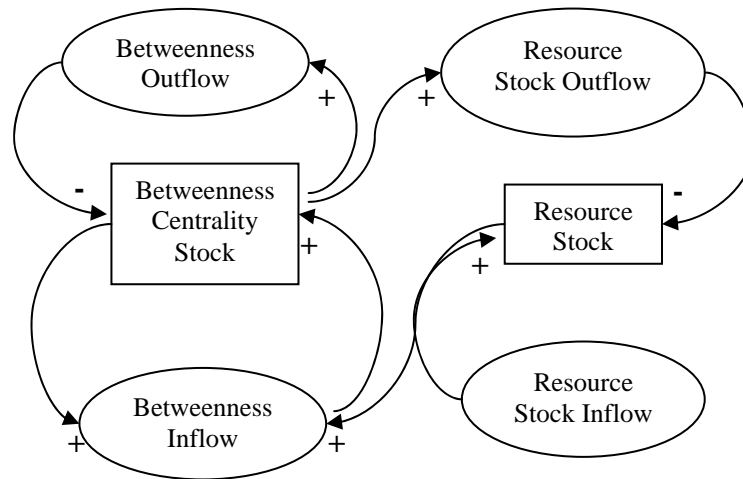 Betweenness
Outflow
Resource
Stock Outflow
+
+
-
-
Betweenness
Centrality
Stock
Resource
Stock
+
+
Betweenness
Inflow
Resource
Stock Inflow
+
+